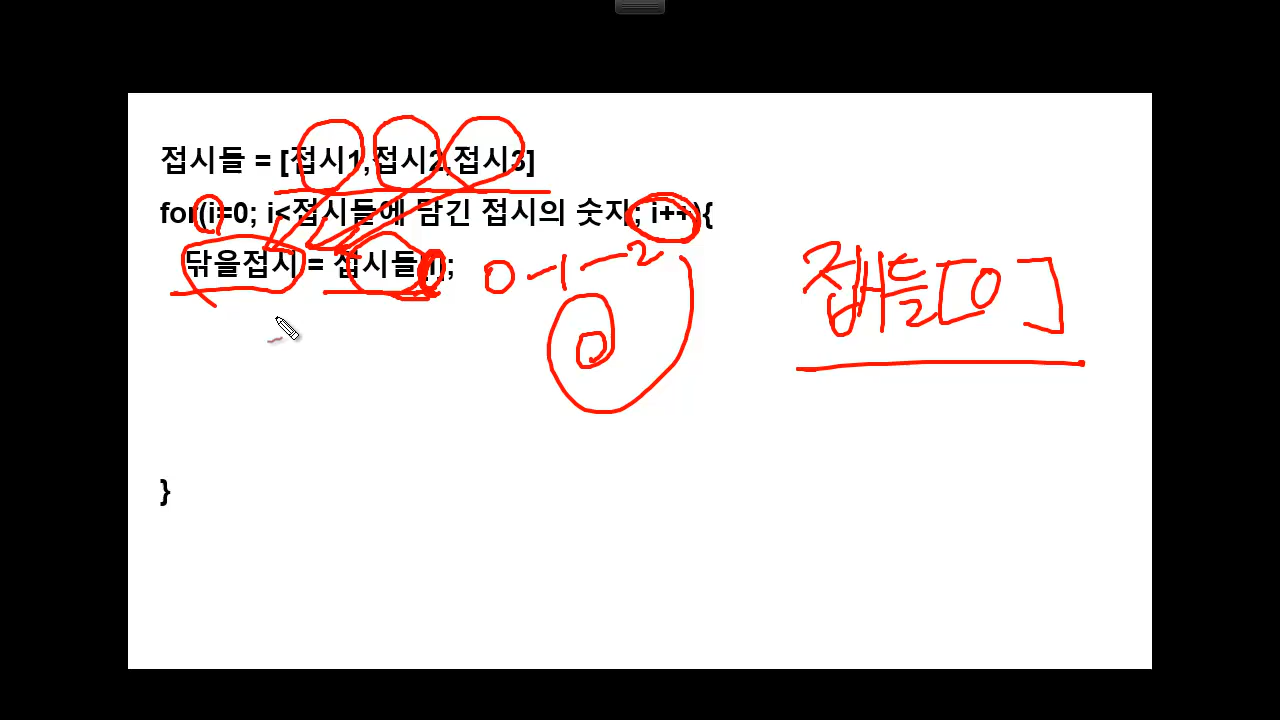 접시들 = [접시1,접시2,접시3]
for(i=0; i<접시들에 담긴 접시의 숫자; i++){
닦을접시 = 접시들[i];
0 - 1 - 2
0
접시들[0]
}